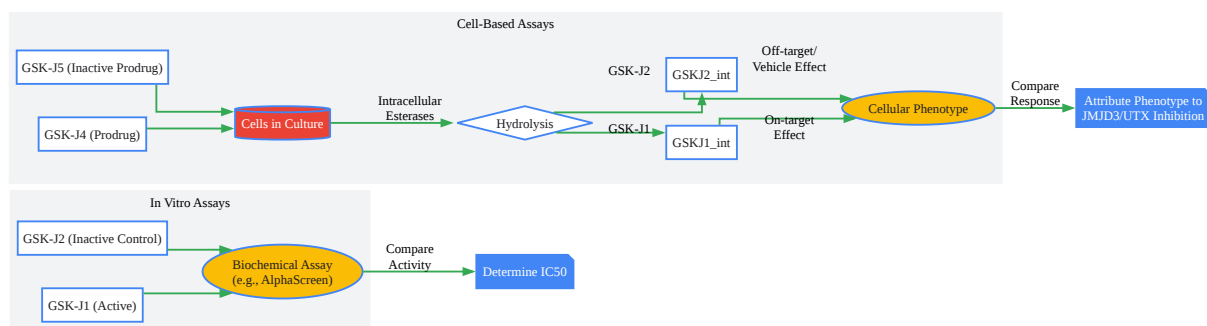 Cell-Based Assays
GSK-J5 (Inactive Prodrug)
GSK-J4 (Prodrug)
Cells in Culture
Intracellular
Esterases
Hydrolysis
GSK-J2
GSK-J1
GSKJ2_int
GSKJ1_int
Off-target/
Vehicle Effect
On-target
Effect
Cellular Phenotype
Compare
Response
Attribute Phenotype to
JMJD3/UTX Inhibition
In Vitro Assays
GSK-J2 (Inactive Control)
GSK-J1 (Active)
Biochemical Assay
(e.g., AlphaScreen)
Compare
Activity
Determine IC50